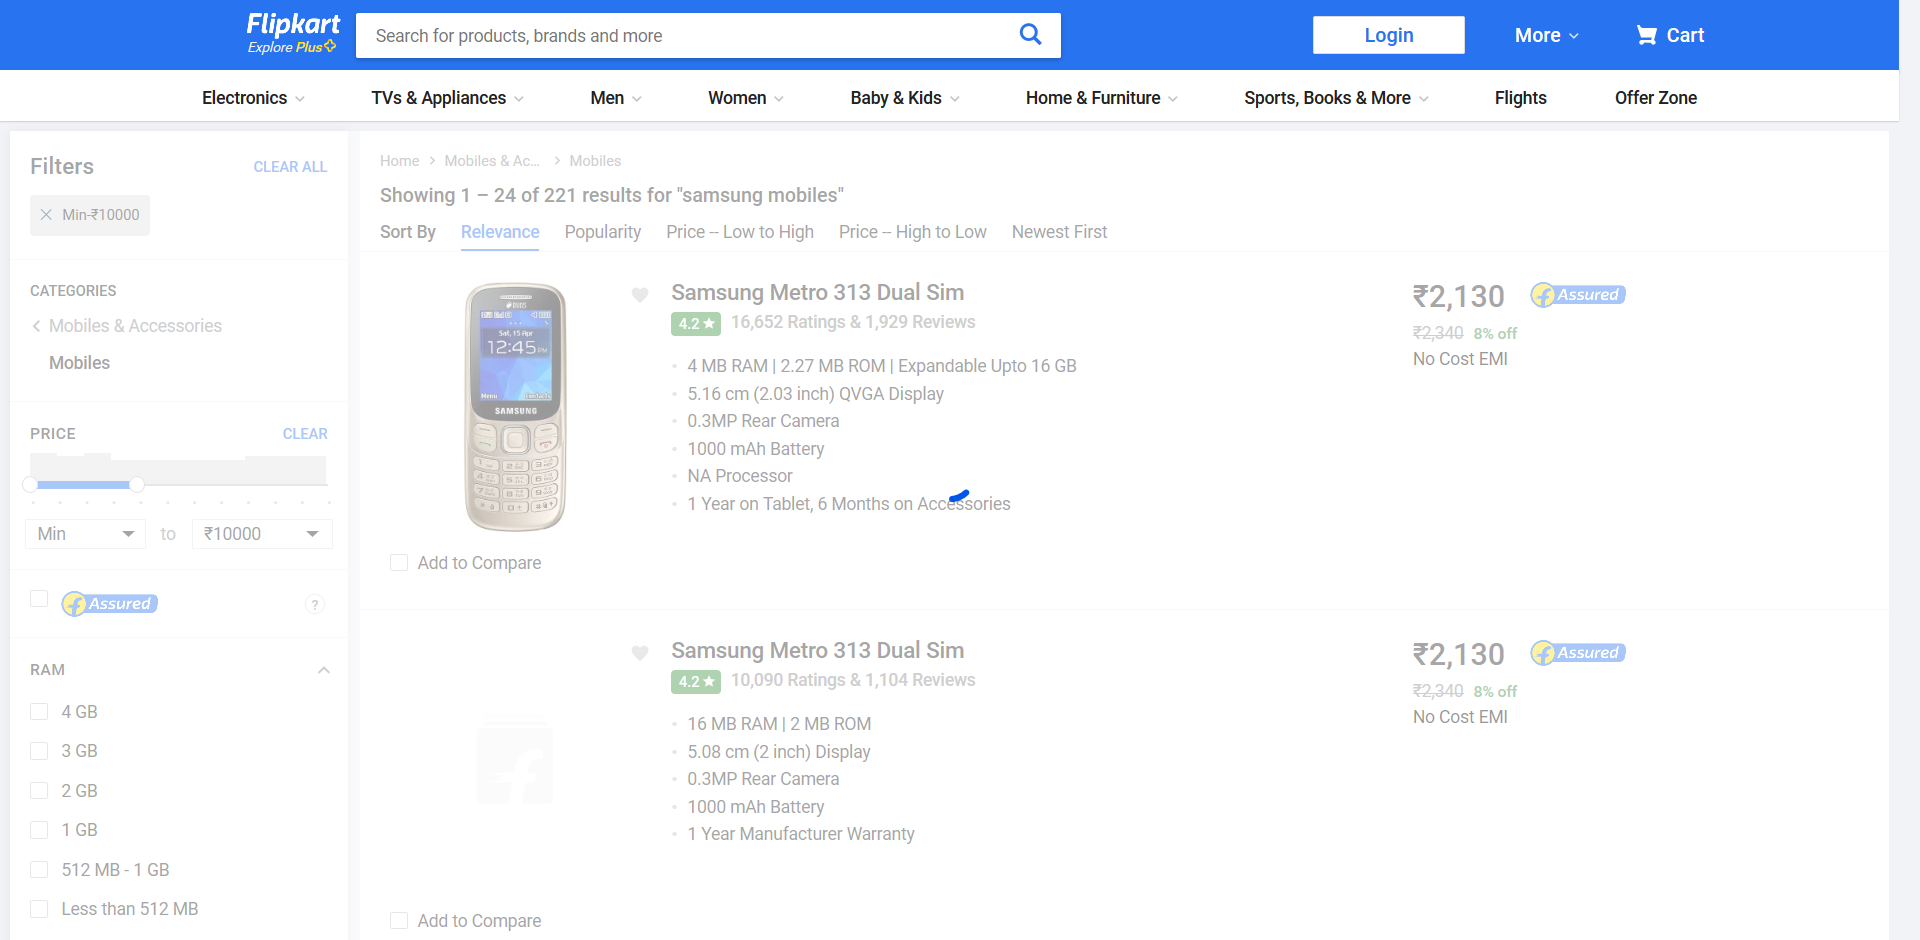 Flipkart
Explore Plus
Search for products, brands and more
Login
More
Cart
Electronics
TVs & Appliances
Men
Women
Baby & Kids
Home & Furniture
Sports, Books & More
Flights
Offer Zone
Filters
CLEAR ALL
Min-₹10000
CATEGORIES
Mobiles & Accessories
Mobiles
PRICE
CLEAR
Min
to
₹10000
Assured
?
RAM
4 GB
3 GB
2 GB
1 GB
512 MB - 1 GB
Less than 512 MB
Home
Mobiles & Ac...
Mobiles
Showing 1 – 24 of 221 results for "samsung mobiles"
Sort By
Relevance
Popularity
Price -- Low to High
Price -- High to Low
Newest First
DUOS
Sat, 15 Apr
12:45 PM
Menu
Contacts
SAMSUNG
Add to Compare
Samsung Metro 313 Dual Sim
4.2
16,652 Ratings & 1,929 Reviews
4 MB RAM | 2.27 MB ROM | Expandable Upto 16 GB
5.16 cm (2.03 inch) QVGA Display
0.3MP Rear Camera
1000 mAh Battery
NA Processor
1 Year on Tablet, 6 Months on Accessories
₹2,130
Assured
₹2,340 8% off
No Cost EMI
Add to Compare
Samsung Metro 313 Dual Sim
4.2
10,090 Ratings & 1,104 Reviews
16 MB RAM | 2 MB ROM
5.08 cm (2 inch) Display
0.3MP Rear Camera
1000 mAh Battery
1 Year Manufacturer Warranty
₹2,130
Assured
₹2,340 8% off
No Cost EMI